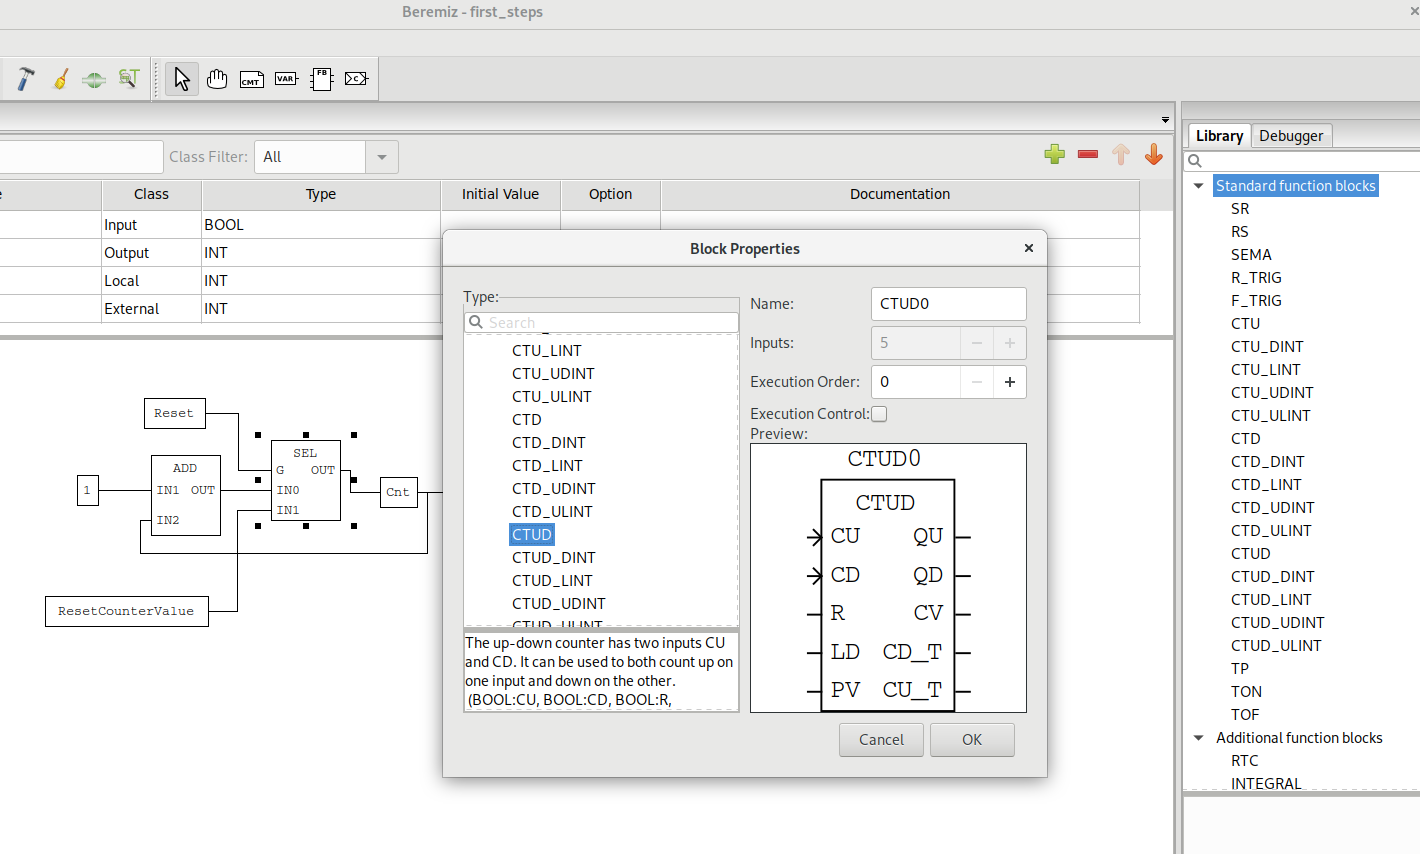 Beremiz - first_steps
CMT
VAR
FB
C
Class Filter:
All
Class
Type
Initial Value
Option
Documentation
Input
BOOL
Output
INT
Local
INT
External
INT
Reset
ADD
IN1 OUT
IN2
1
SEL
G OUT
IN0
IN1
Cnt
ResetCounterValue
Block Properties
Type:
Search
CTU_LINT
CTU_UDINT
CTU_ULINT
CTD
CTD_DINT
CTD_LINT
CTD_UDINT
CTD_ULINT
CTUD
CTUD_DINT
CTUD_LINT
CTUD_UDINT
CTUD_ULINT
The up-down counter has two inputs CU
and CD. It can be used to both count up on
one input and down on the other.
(BOOL:CU, BOOL:CD, BOOL:R,
Name:
CTUD0
Inputs:
5
Execution Order:
0
Execution Control:
Preview:
CTUD0
CTUD
CU QU
CD QD
R CV
LD CD_T
PV CU_T
Cancel
OK
Library
Debugger
Standard function blocks
SR
RS
SEMA
R_TRIG
F_TRIG
CTU
CTU_DINT
CTU_LINT
CTU_UDINT
CTU_ULINT
CTD
CTD_DINT
CTD_LINT
CTD_UDINT
CTD_ULINT
CTUD
CTUD_DINT
CTUD_LINT
CTUD_UDINT
CTUD_ULINT
TP
TON
TOF
Additional function blocks
RTC
INTEGRAL